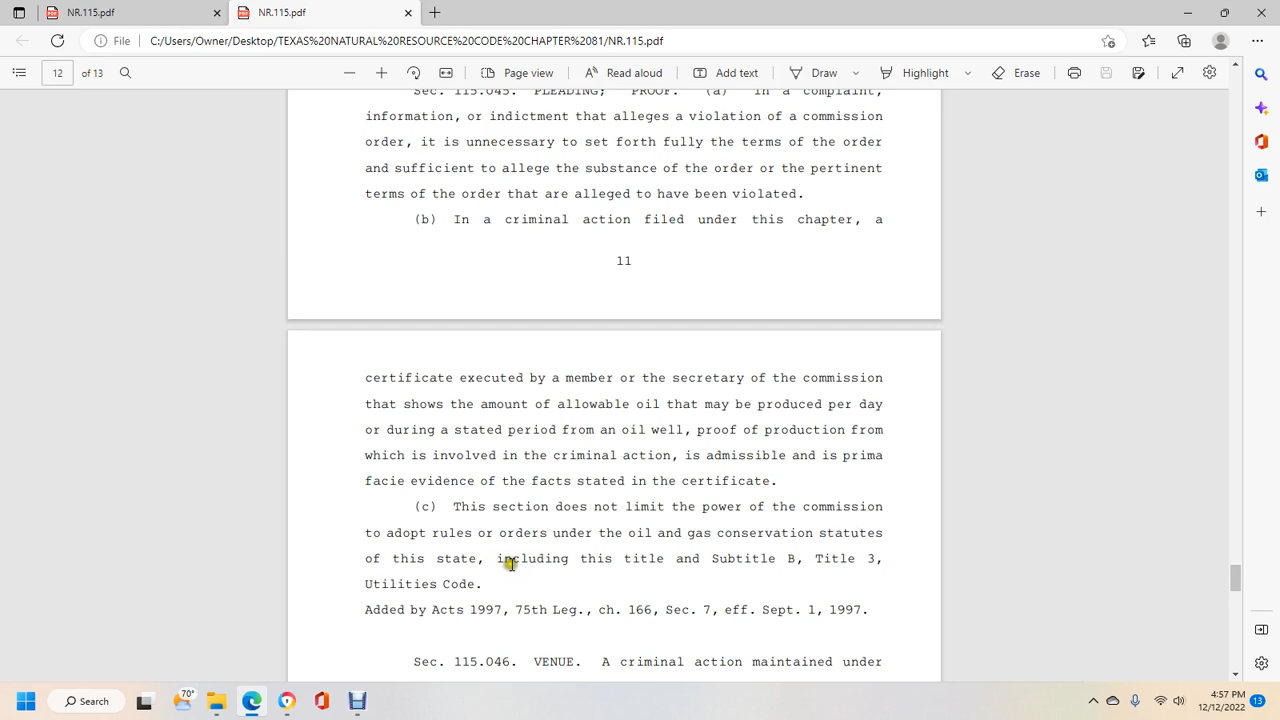 NR.115.pdf
NR.115.pdf
File C:/Users/Owner/Desktop/TEXAS%20NATURAL%20RESOURCE%20CODE%20CHAPTER%2081/NR.115.pdf
12 of 13 Page view Read aloud Add text Draw Highlight Erase
Sec. 115.045. PLEADING; PROOF. (a) In a complaint,
information, or indictment that alleges a violation of a commission
order, it is unnecessary to set forth fully the terms of the order
and sufficient to allege the substance of the order or the pertinent
terms of the order that are alleged to have been violated.
(b) In a criminal action filed under this chapter, a
11
certificate executed by a member or the secretary of the commission
that shows the amount of allowable oil that may be produced per day
or during a stated period from an oil well, proof of production from
which is involved in the criminal action, is admissible and is prima
facie evidence of the facts stated in the certificate.
(c) This section does not limit the power of the commission
to adopt rules or orders under the oil and gas conservation statutes
of this state, including this title and Subtitle B, Title 3,
Utilities Code.
Added by Acts 1997, 75th Leg., ch. 166, Sec. 7, eff. Sept. 1, 1997.
Sec. 115.046. VENUE. A criminal action maintained under
Search 70° 4:57 PM
12/12/2022 13